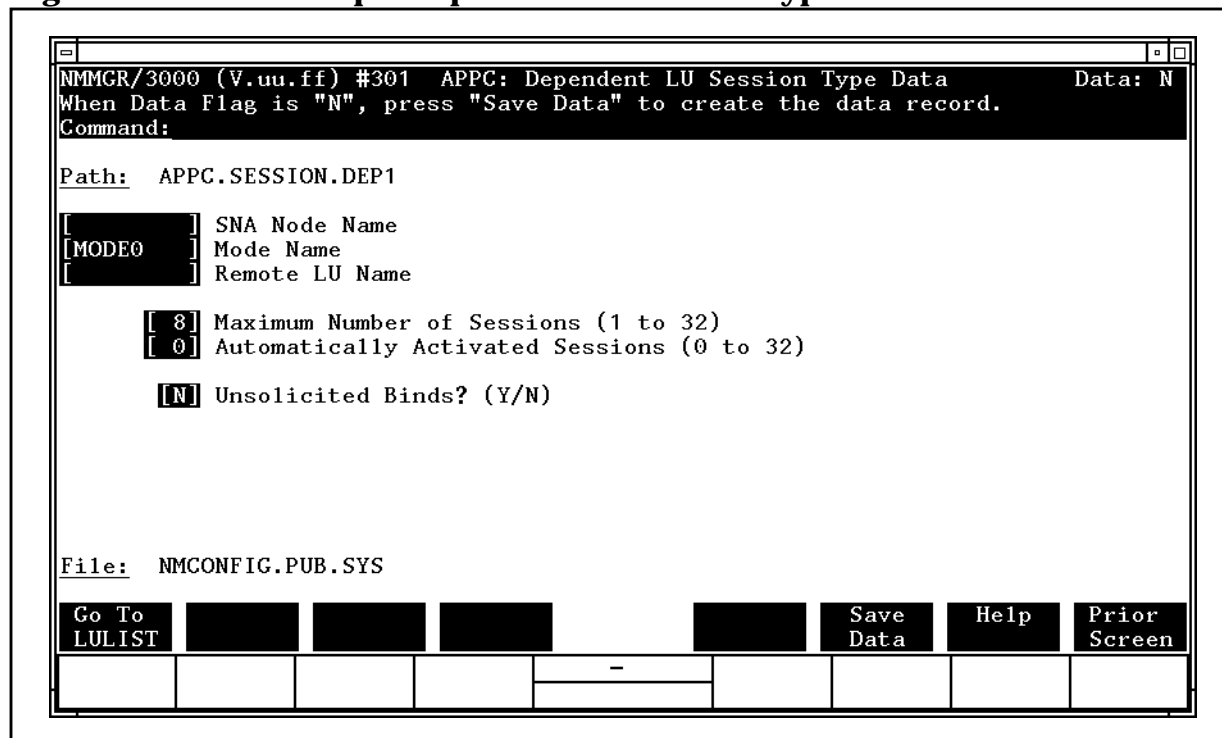 NMMGR/3000 (V.uu.ff) #301 APPC: Dependent LU Session Type Data Data: N
When Data Flag is "N", press "Save Data" to create the data record.
Command:
Path: APPC.SESSION.DEP1
[ ] SNA Node Name
[MODE0 ] Mode Name
[ ] Remote LU Name
[ 8] Maximum Number of Sessions (1 to 32)
[ 0] Automatically Activated Sessions (0 to 32)
[N] Unsolicited Binds? (Y/N)
File: NMCONFIG.PUB.SYS
Go To Save Help Prior
LULIST Data Screen